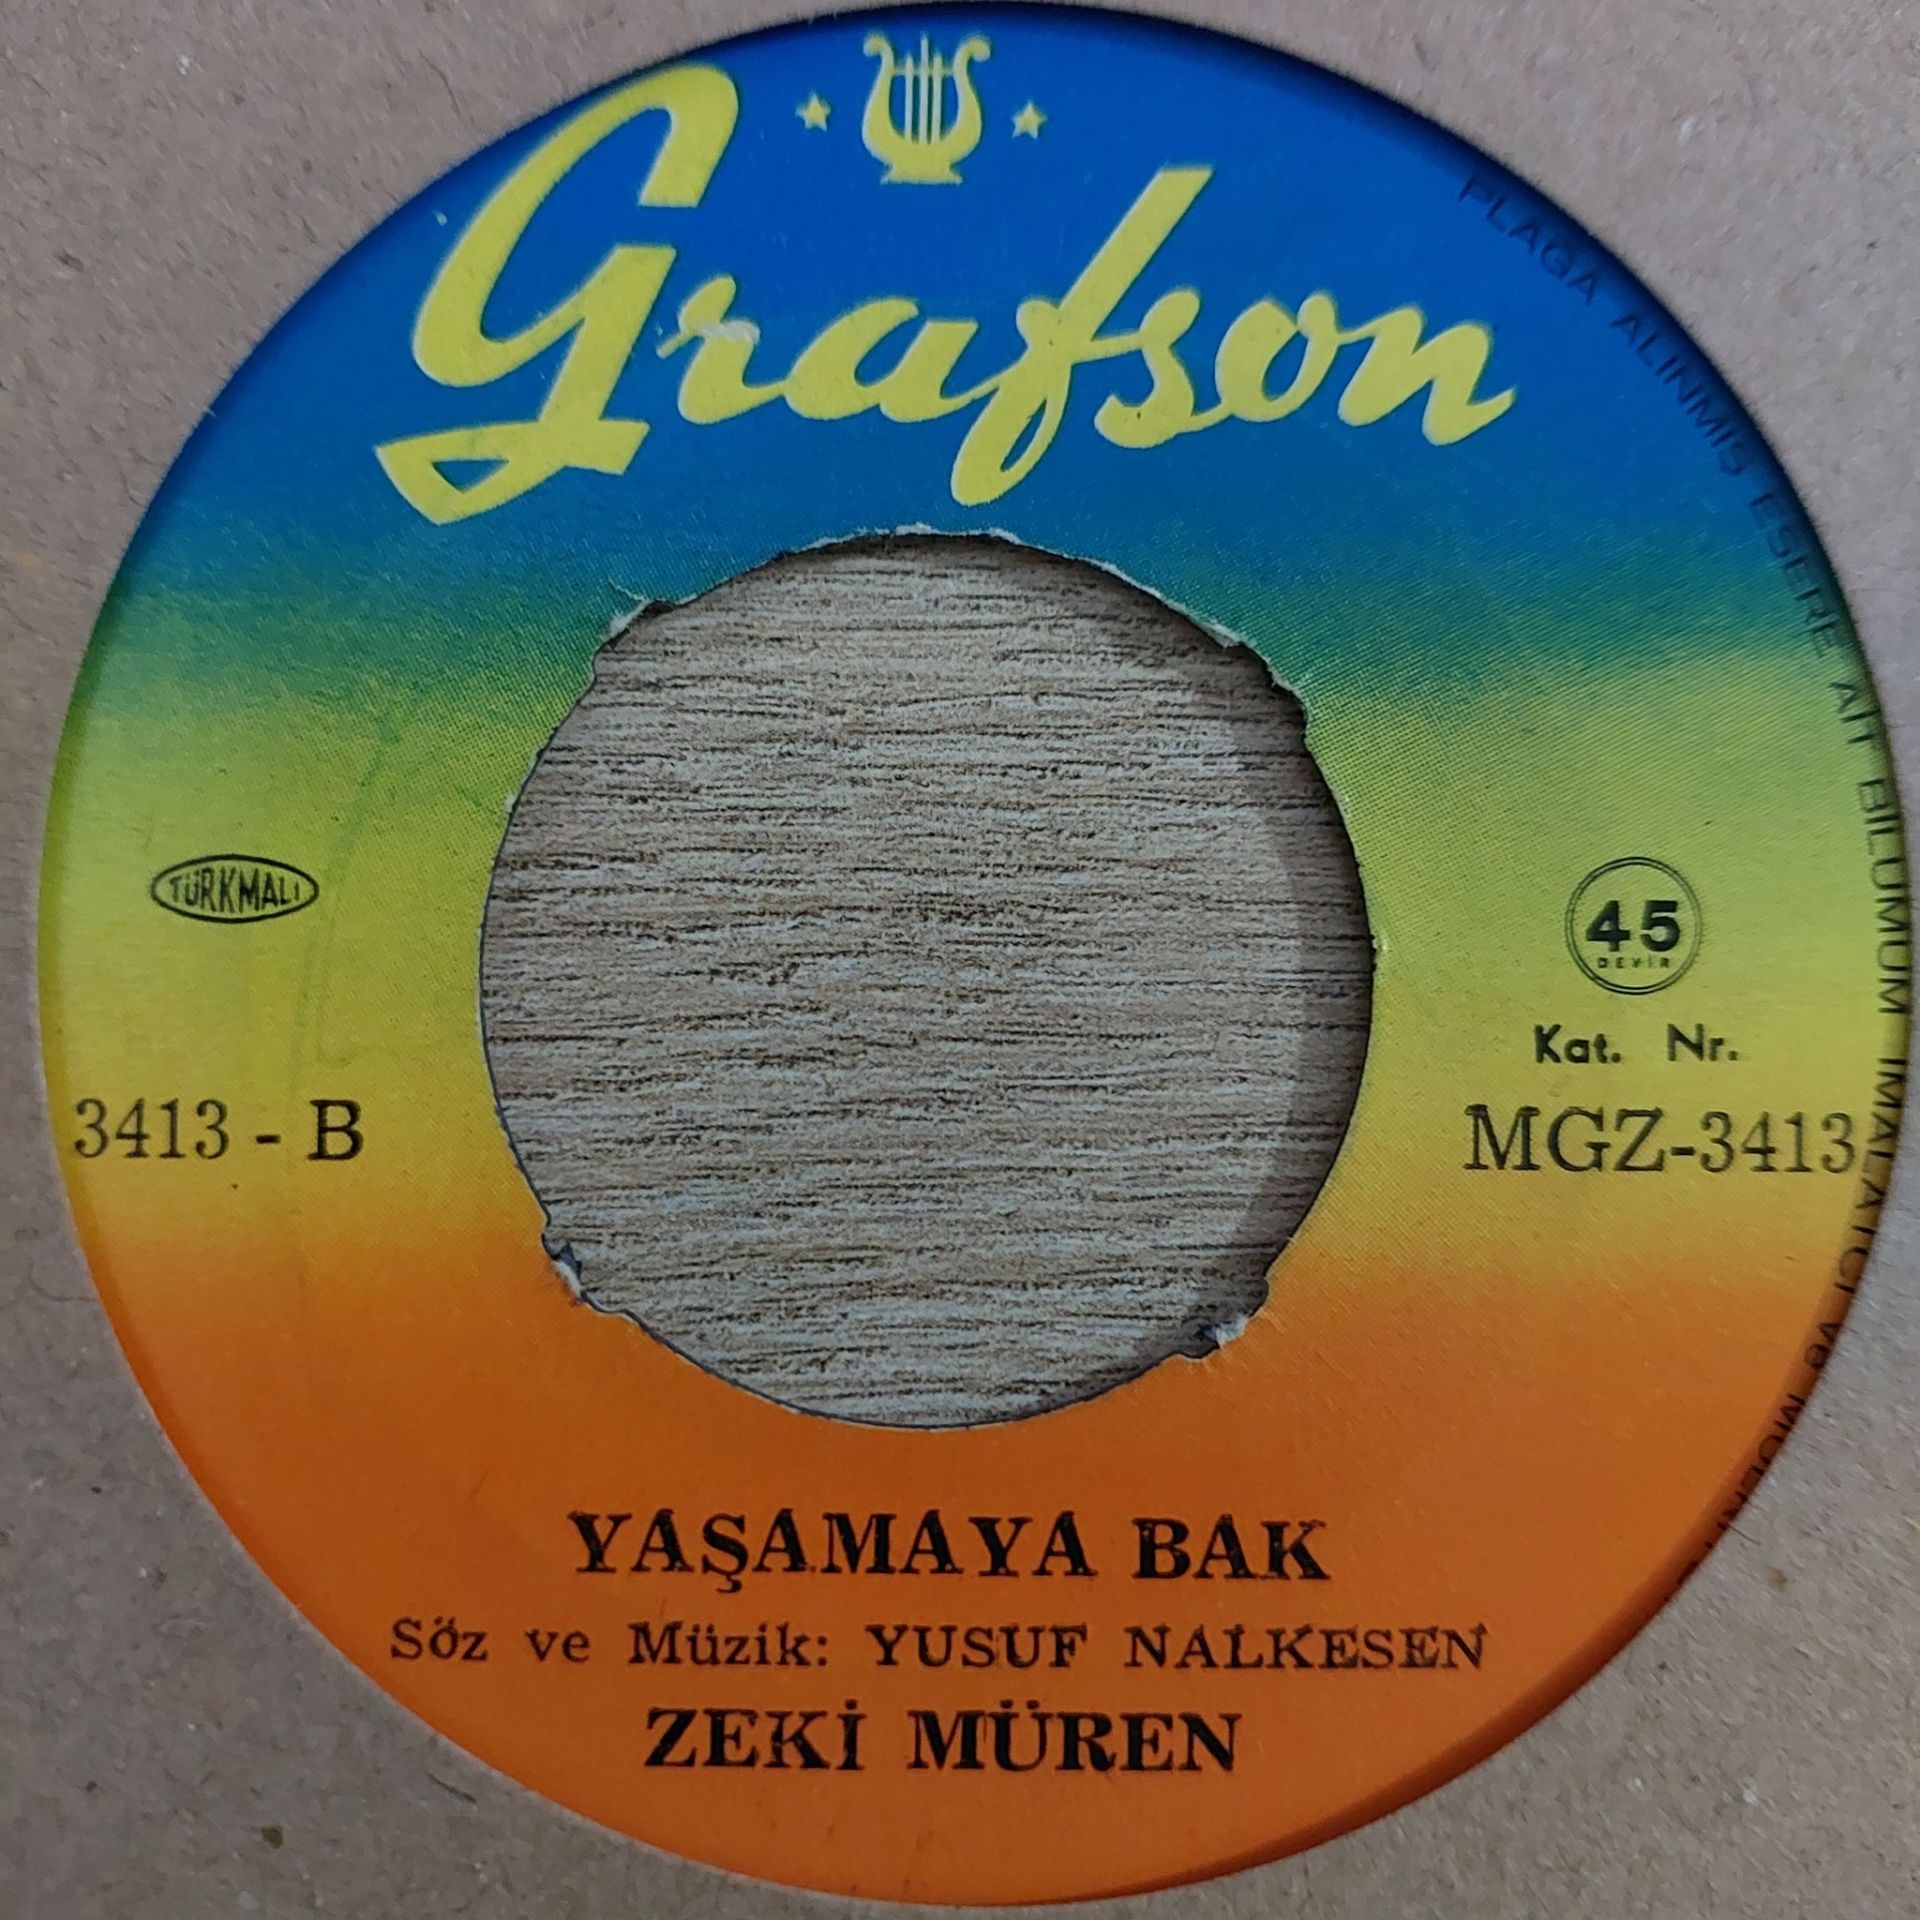 Grafson
PLAĞA ALINMIŞ ESERE AİT BİLUMUM İMALATCI Ve
TÜRKMALI
45
DEVİR
Kat. Nr.
3413 - B
MGZ-3413
YAŞAMAYA BAK
Söz ve Müzik: YUSUF NALKESEN
ZEKİ MÜREN